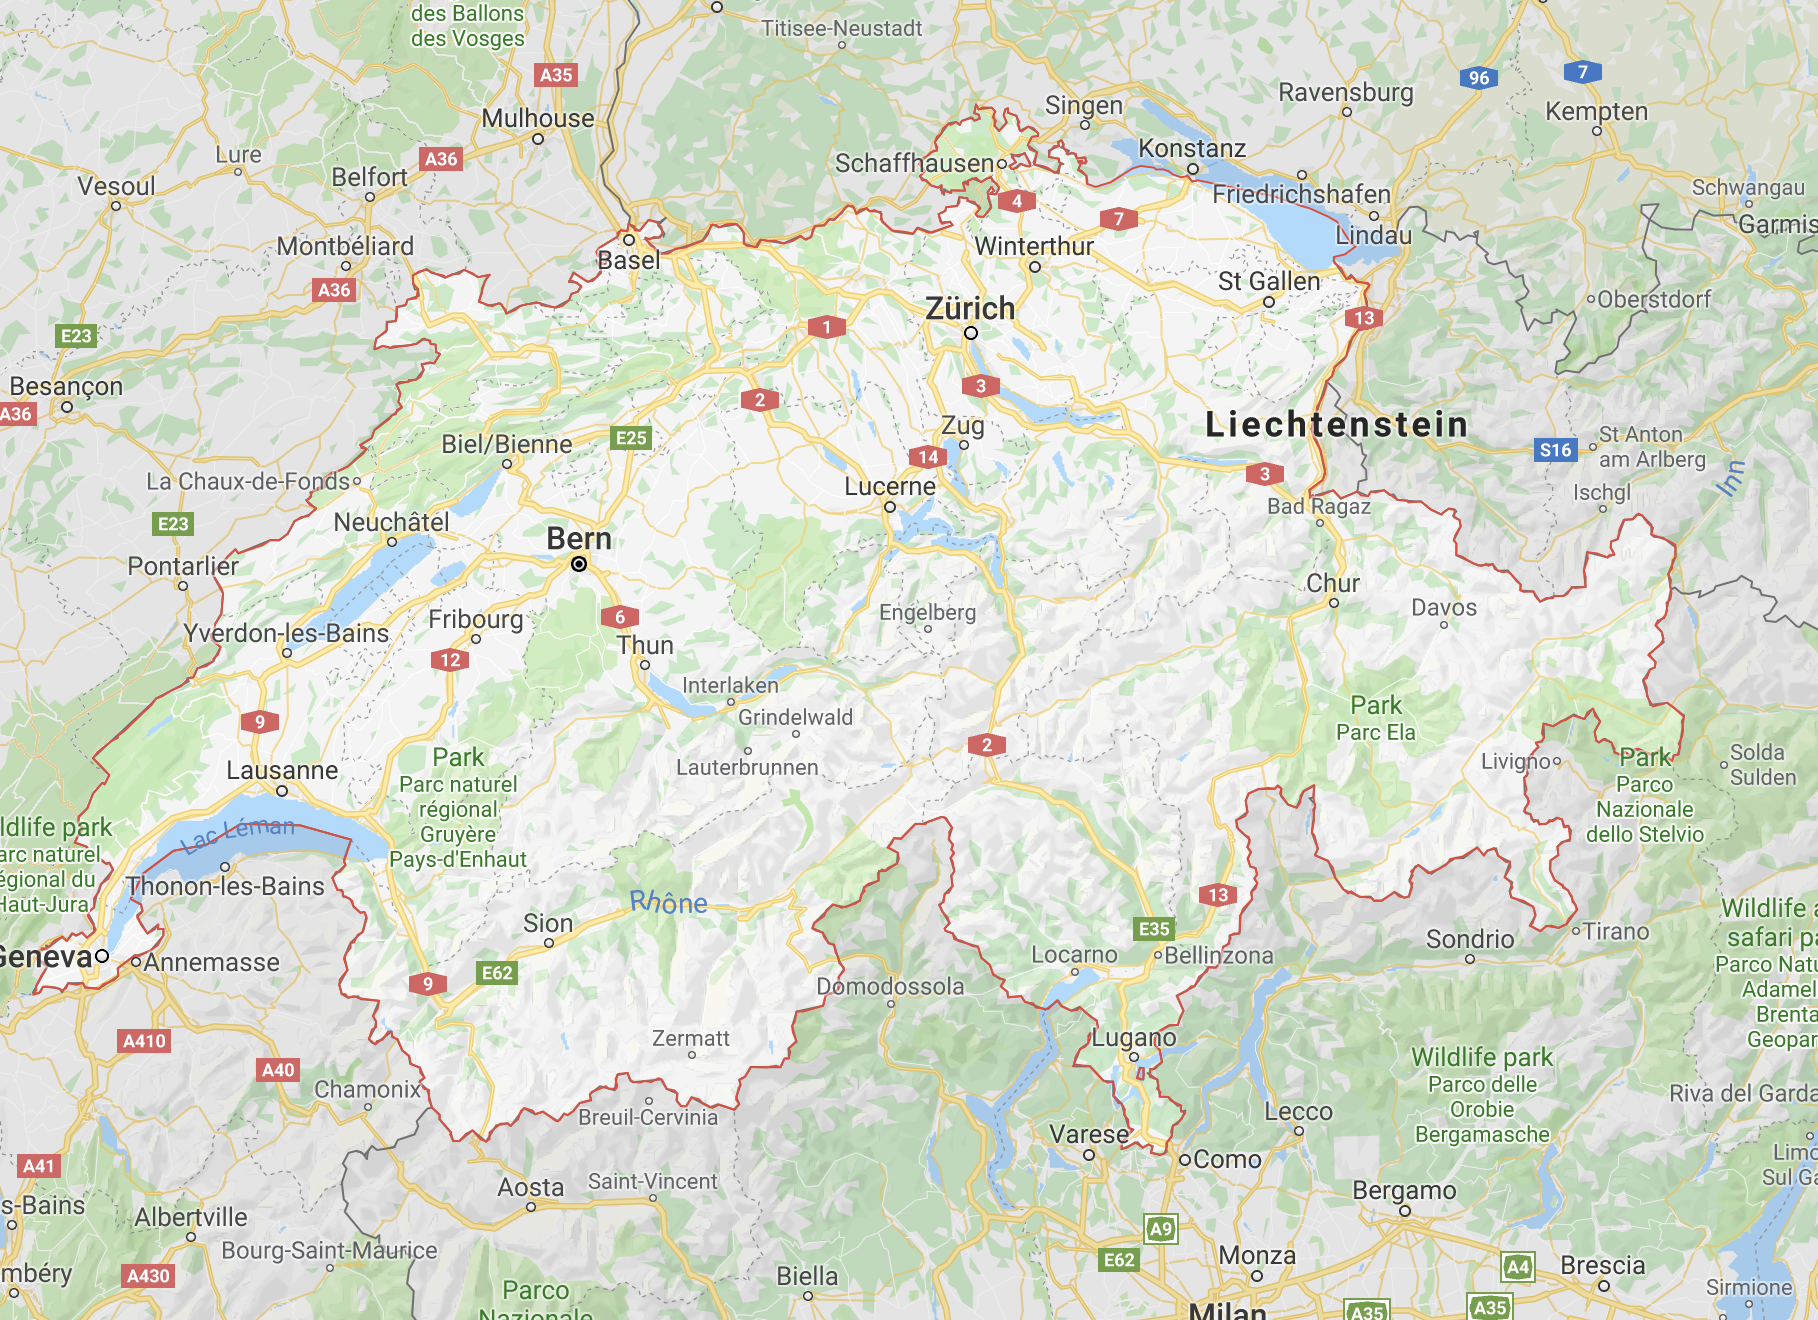 des Ballons
des Vosges
Titisee-Neustadt
A35
96
7
Ravensburg
Kempten
Singen
Mulhouse
A36
Lure
Belfort
Vesoul
Schaffhausen
Konstanz
Friedrichshafen
Schwangau
Garmis
4
7
Lindau
Montbéliard
Basel
Winterthur
St Gallen
A36
Oberstdorf
Zürich
13
1
E23
Besançon
A36
3
2
Zug
Liechtenstein
Biel/Bienne
E25
14
3
S16
St Anton
am Arlberg
Inn
La Chaux-de-Fonds
Lucerne
Bad Ragaz
Ischgl
E23
Neuchâtel
Bern
Pontarlier
Chur
Davos
Fribourg
6
Engelberg
Yverdon-les-Bains
12
Thun
Interlaken
Grindelwald
9
2
Park
Parc Ela
Lausanne
Park
Parc naturel
régional
Gruyère
Pays-d'Enhaut
Lauterbrunnen
Livigno
Park
Parco
Nazionale
dello Stelvio
Solda
Sulden
ldlife park
arc naturel
égional du
Haut-Jura
Lac Léman
Thonon-les-Bains
Rhône
13
Sion
E35
Wildlife a
safari pa
Parco Natu
Adamel
Brenta
Geopar
Geneva
Annemasse
E62
9
Locarno
Bellinzona
Sondrio
Tirano
Domodossola
A410
Zermatt
Lugano
Wildlife park
Parco delle
Orobie
Bergamasche
A40
Chamonix
Breuil-Cervinia
Riva del Garda
Lecco
Varese
Como
A41
Aosta
Saint-Vincent
Limo
Sul Ga
s-Bains
Albertville
Bergamo
A9
Bourg-Saint-Maurice
E62
Monza
A4
Brescia
mbéry
A430
Biella
Sirmione
Parco
Nazionale
Milan
A35
A35